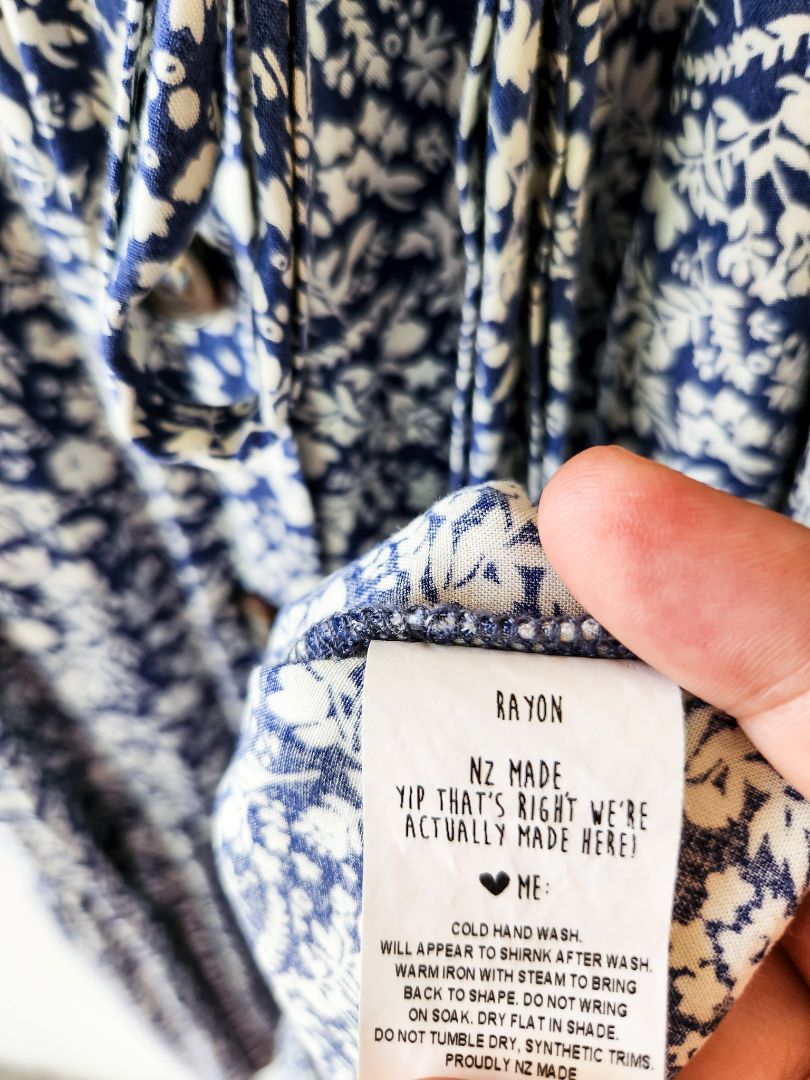 RAYON
NZ MADE
YIP THAT'S RIGHT WE'RE
ACTUALLY MADE HERE!
♥ ME:
COLD HAND WASH.
WILL APPEAR TO SHIRNK AFTER WASH.
WARM IRON WITH STEAM TO BRING
BACK TO SHAPE. DO NOT WRING
ON SOAK. DRY FLAT IN SHADE.
DO NOT TUMBLE DRY, SYNTHETIC TRIMS.
PROUDLY NZ MADE